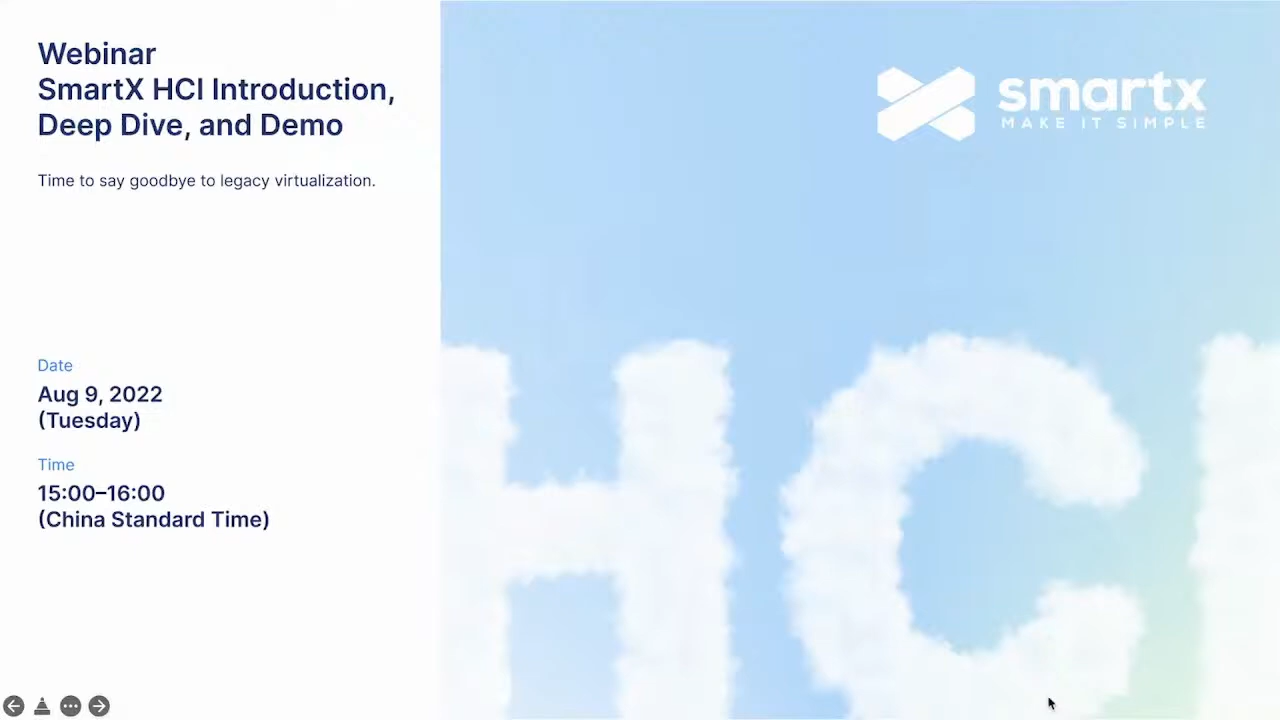 Webinar
SmartX HCI Introduction,
Deep Dive, and Demo
Time to say goodbye to legacy virtualization.
Date
Aug 9, 2022
(Tuesday)
Time
15:00–16:00
(China Standard Time)
smartx
MAKE IT SIMPLE
HCI